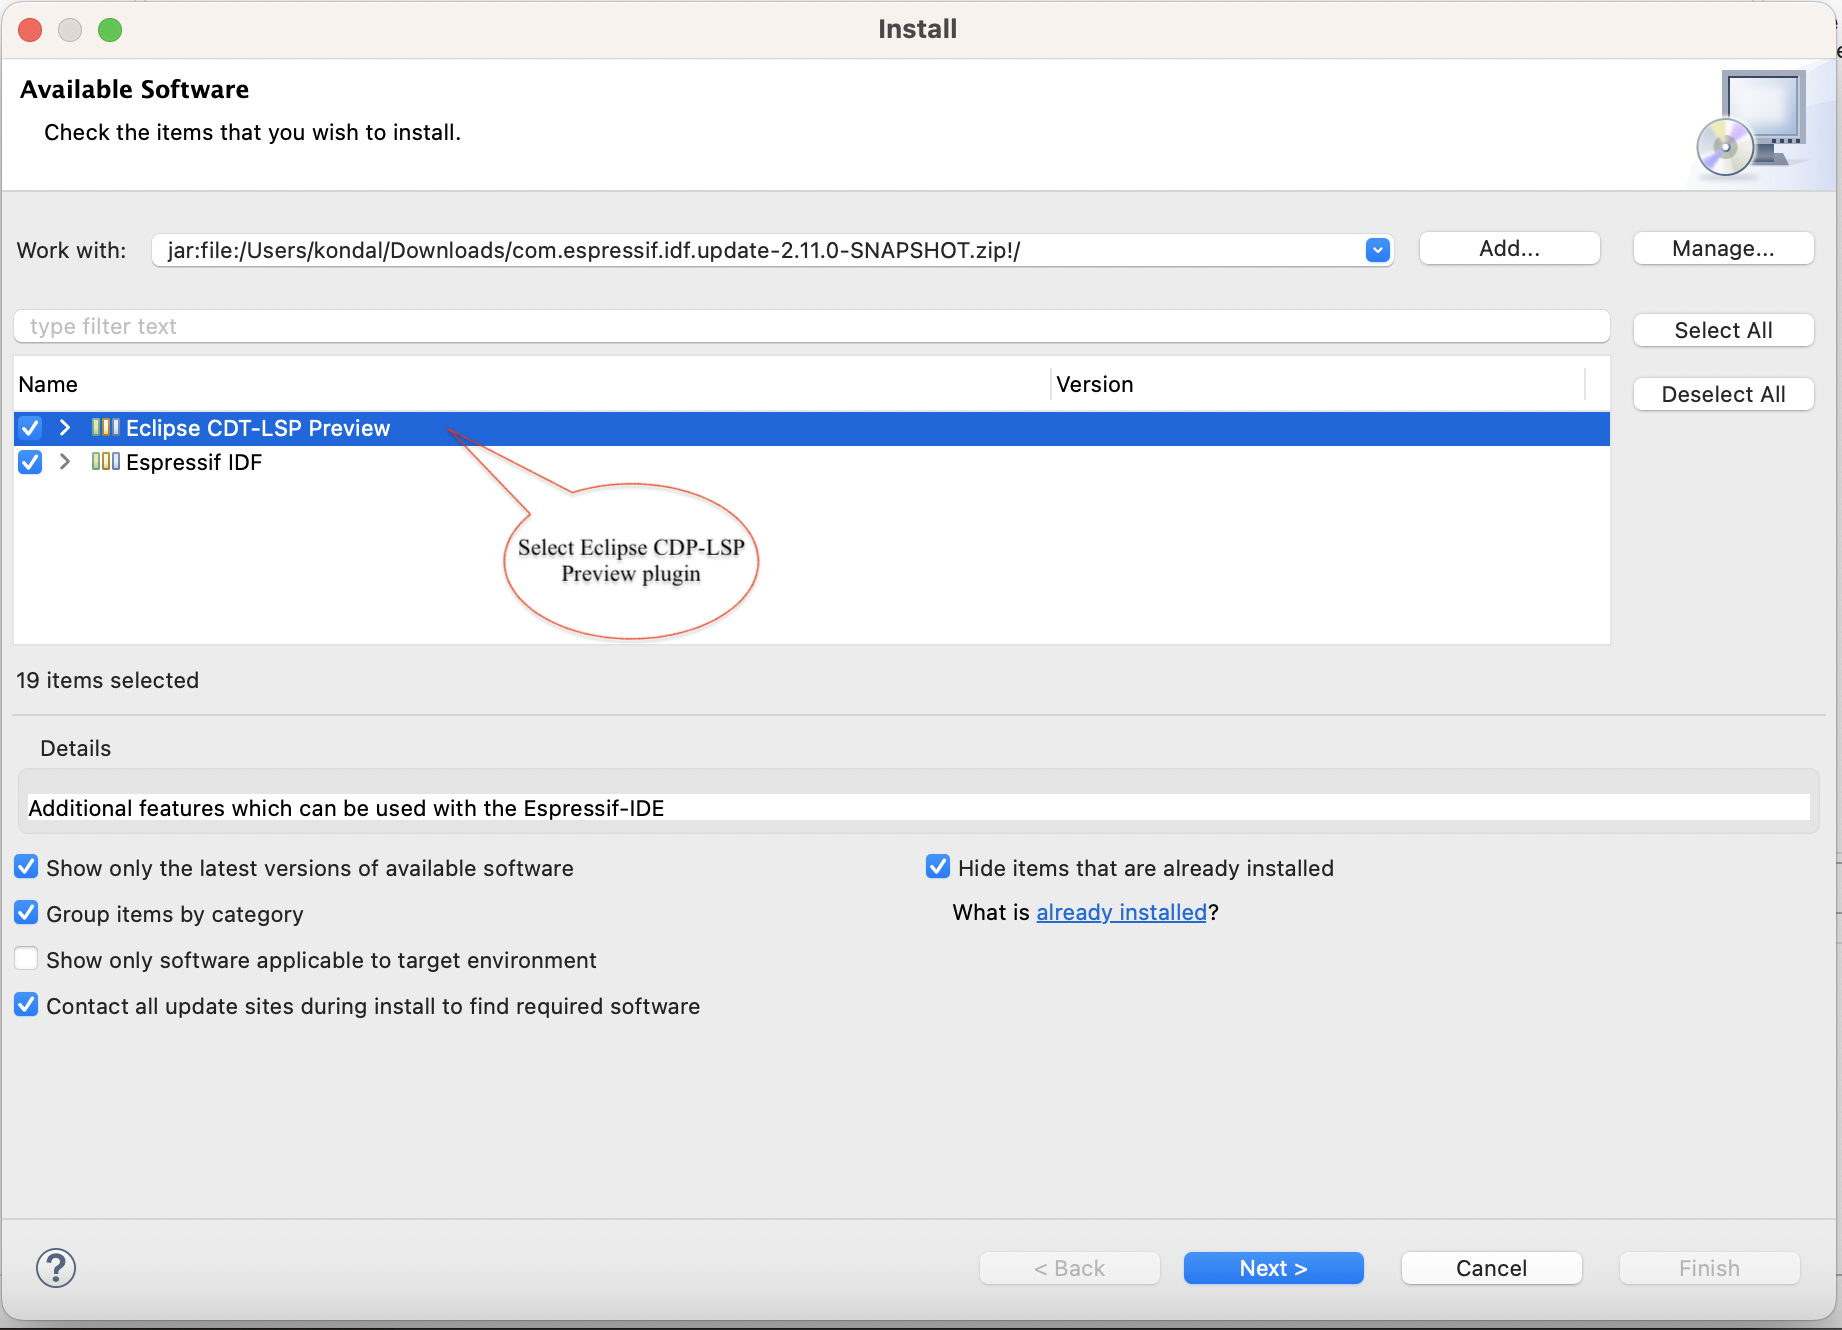 Install
Available Software
Check the items that you wish to install.
Work with: jar:file:/Users/kondal/Downloads/com.espressif.idf.update-2.11.0-SNAPSHOT.zip!/ Add... Manage...
type filter text
Select All
Name Version
Deselect All
Eclipse CDT-LSP Preview
Espressif IDF
Select Eclipse CDP-LSP
Preview plugin
19 items selected
Details
Additional features which can be used with the Espressif-IDE
Show only the latest versions of available software
Hide items that are already installed
Group items by category
What is already installed?
Show only software applicable to target environment
Contact all update sites during install to find required software
? < Back Next > Cancel Finish